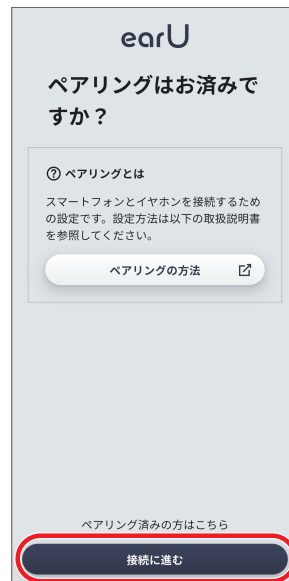 earU
ペアリングはお済みで
すか？
ペアリングとは
スマートフォンとイヤホンを接続するため
の設定です。設定方法は以下の取扱説明書
を参照してください。
ペアリングの方法
ペアリング済みの方はこちら
接続に進む